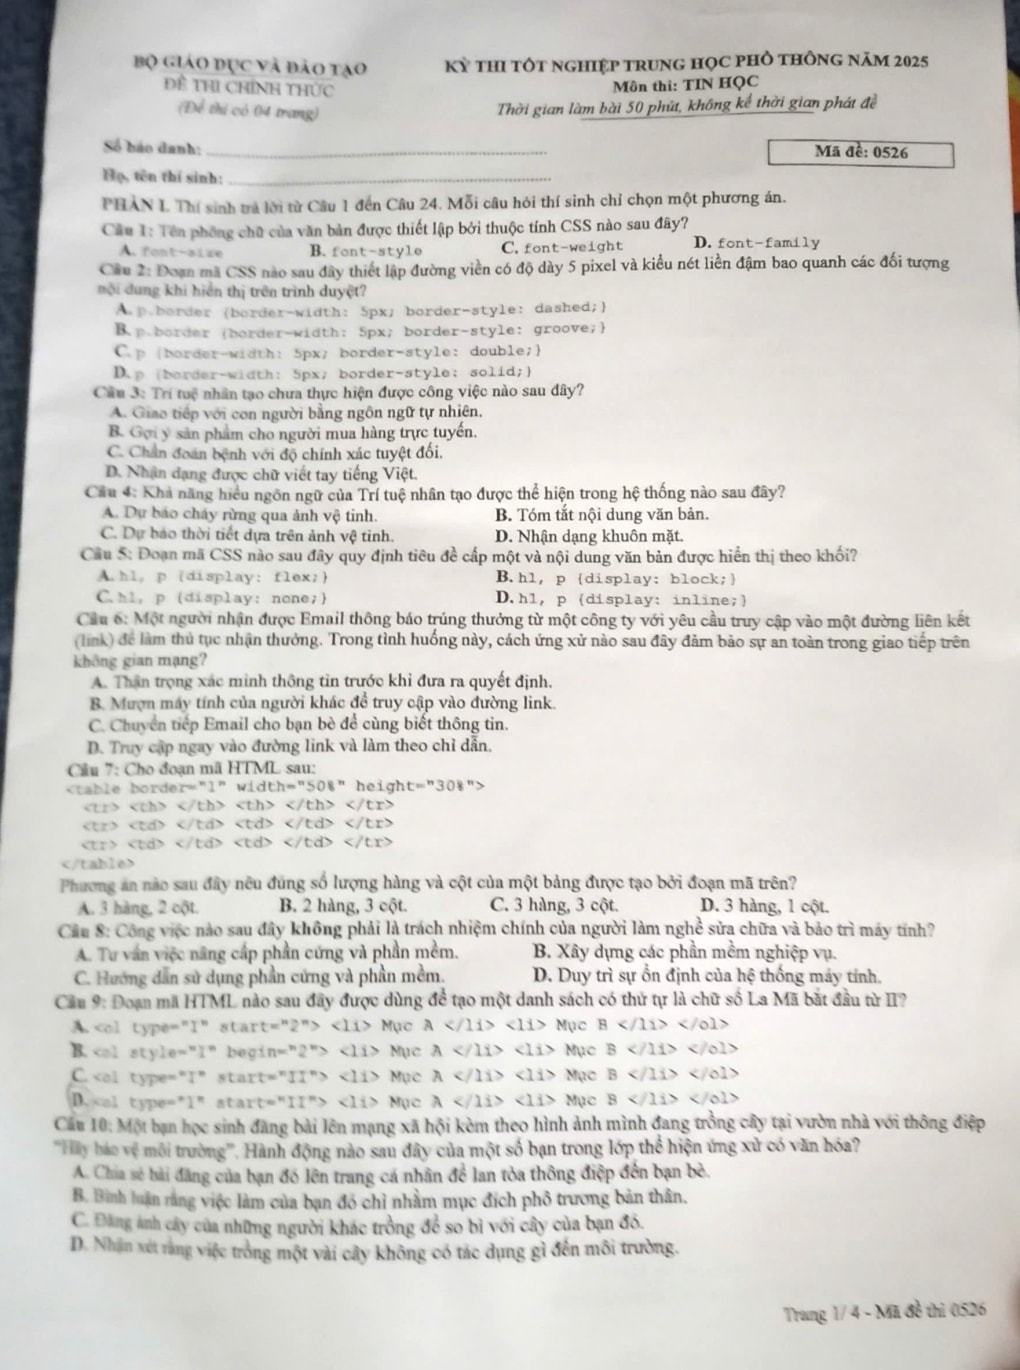 BỘ GIÁO DỤC VÀ ĐÀO TẠO
ĐỀ THI CHÍNH THỨC
(Đề thi có 04 trang)
KỲ THI TỐT NGHIỆP TRUNG HỌC PHỔ THÔNG NĂM 2025
Môn thi: TIN HỌC
Thời gian làm bài 50 phút, không kể thời gian phát đề
Số báo danh:
Mã đề: 0526
Họ, tên thí sinh:
PHẦN I. Thí sinh trả lời từ Câu 1 đến Câu 24. Mỗi câu hỏi thí sinh chỉ chọn một phương án.
Câu 1: Tên phông chữ của văn bản được thiết lập bởi thuộc tính CSS nào sau đây?
A. font-size B. font-style C. font-weight D. font-family
Câu 2: Đoạn mã CSS nào sau đây thiết lập đường viền có độ dày 5 pixel và kiểu nét liền đậm bao quanh các đối tượng
nội dung khi hiển thị trên trình duyệt?
A. p.border {border-width: 5px; border-style: dashed;}
B. p.border {border-width: 5px; border-style: groove;}
C. p {border-width: 5px; border-style: double;}
D. p {border-width: 5px; border-style: solid;}
Câu 3: Trí tuệ nhân tạo chưa thực hiện được công việc nào sau đây?
A. Giao tiếp với con người bằng ngôn ngữ tự nhiên.
B. Gợi ý sản phẩm cho người mua hàng trực tuyến.
C. Chẩn đoán bệnh với độ chính xác tuyệt đối.
D. Nhận dạng được chữ viết tay tiếng Việt.
Câu 4: Khả năng hiểu ngôn ngữ của Trí tuệ nhân tạo được thể hiện trong hệ thống nào sau đây?
A. Dự báo cháy rừng qua ảnh vệ tinh. B. Tóm tắt nội dung văn bản.
C. Dự báo thời tiết dựa trên ảnh vệ tinh. D. Nhận dạng khuôn mặt.
Câu 5: Đoạn mã CSS nào sau đây quy định tiêu đề cấp một và nội dung văn bản được hiển thị theo khối?
A. h1, p {display: flex;} B. h1, p {display: block;}
C. h1, p {display: none;} D. h1, p {display: inline;}
Câu 6: Một người nhận được Email thông báo trúng thưởng từ một công ty với yêu cầu truy cập vào một đường liên kết
(link) để làm thủ tục nhận thưởng. Trong tình huống này, cách ứng xử nào sau đây đảm bảo sự an toàn trong giao tiếp trên
không gian mạng?
A. Thận trọng xác minh thông tin trước khi đưa ra quyết định.
B. Mượn máy tính của người khác để truy cập vào đường link.
C. Chuyển tiếp Email cho bạn bè để cùng biết thông tin.
D. Truy cập ngay vào đường link và làm theo chỉ dẫn.
Câu 7: Cho đoạn mã HTML sau:
<table border="1" width="50%" height="30%">
<tr> <th> </th> <th> </th> </tr>
<tr> <td> </td> <td> </td> </tr>
<tr> <td> </td> <td> </td> </tr>
</table>
Phương án nào sau đây nêu đúng số lượng hàng và cột của một bảng được tạo bởi đoạn mã trên?
A. 3 hàng, 2 cột. B. 2 hàng, 3 cột. C. 3 hàng, 3 cột. D. 3 hàng, 1 cột.
Câu 8: Công việc nào sau đây không phải là trách nhiệm chính của người làm nghề sửa chữa và bảo trì máy tính?
A. Tư vấn việc nâng cấp phần cứng và phần mềm. B. Xây dựng các phần mềm nghiệp vụ.
C. Hướng dẫn sử dụng phần cứng và phần mềm. D. Duy trì sự ổn định của hệ thống máy tính.
Câu 9: Đoạn mã HTML nào sau đây được dùng để tạo một danh sách có thứ tự là chữ số La Mã bắt đầu từ II?
A. <ol type="I" start="2"> <li> Mục A </li> <li> Mục B </li> </ol>
B. <ol style="I" begin="2"> <li> Mục A </li> <li> Mục B </li> </ol>
C. <ol type="I" start="II"> <li> Mục A </li> <li> Mục B </li> </ol>
D. <ol type="1" start="II"> <li> Mục A </li> <li> Mục B </li> </ol>
Câu 10: Một bạn học sinh đăng bài lên mạng xã hội kèm theo hình ảnh mình đang trồng cây tại vườn nhà với thông điệp
"Hãy bảo vệ môi trường". Hành động nào sau đây của một số bạn trong lớp thể hiện ứng xử có văn hóa?
A. Chia sẻ bài đăng của bạn đó lên trang cá nhân để lan tỏa thông điệp đến bạn bè.
B. Bình luận rằng việc làm của bạn đó chỉ nhằm mục đích phô trương bản thân.
C. Đăng ảnh cây của những người khác trồng để so bì với cây của bạn đó.
D. Nhận xét rằng việc trồng một vài cây không có tác dụng gì đến môi trường.
Trang 1/ 4 - Mã đề thi 0526